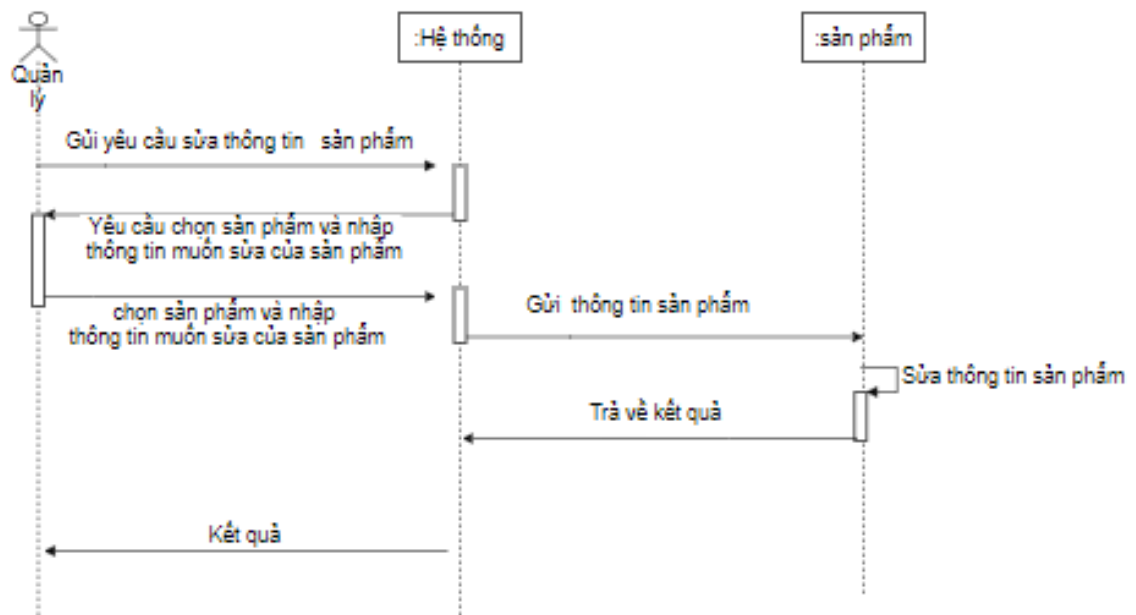 :Hệ thống
:sản phẩm
Quản
lý
Gửi yêu cầu sửa thông tin sản phẩm
Yêu cầu chọn sản phẩm và nhập
thông tin muốn sửa của sản phẩm
chọn sản phẩm và nhập
thông tin muốn sửa của sản phẩm
Gửi thông tin sản phẩm
Sửa thông tin sản phẩm
Trả về kết quả
Kết quả